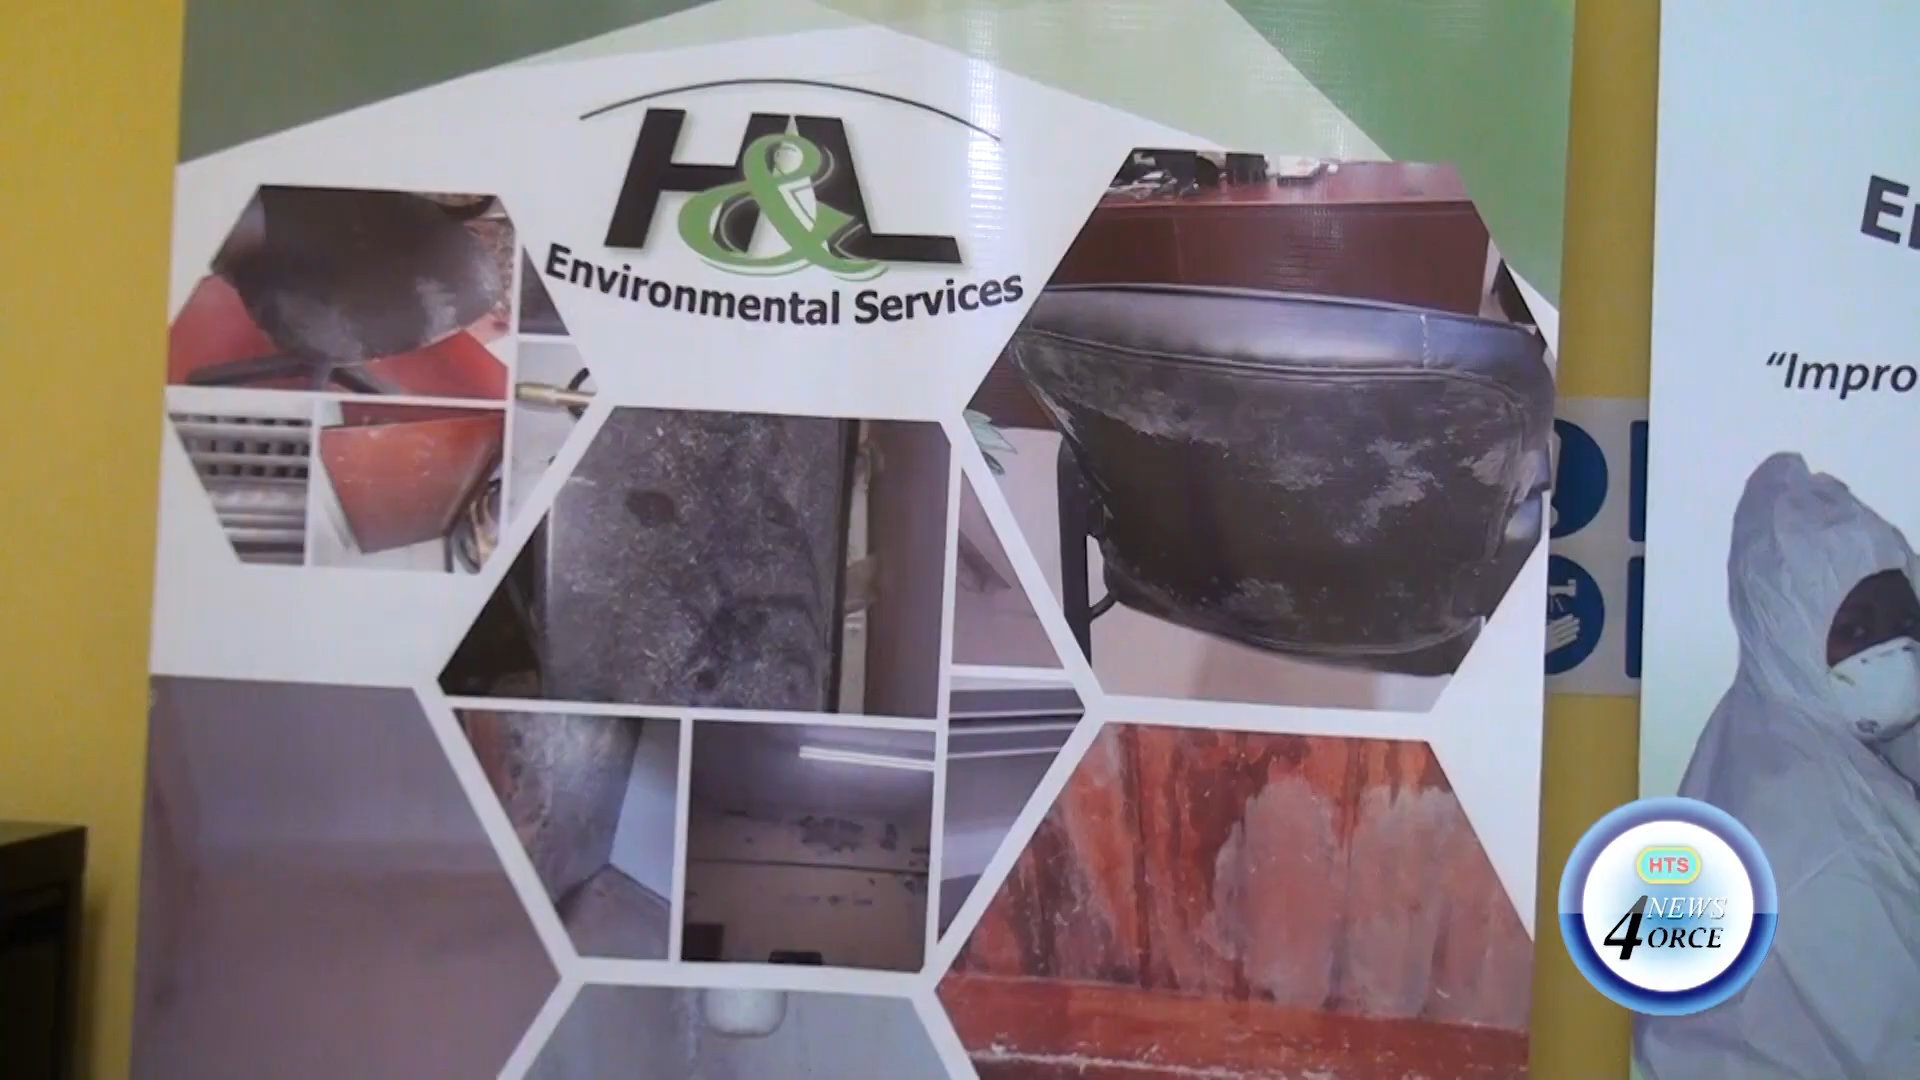 H&L
Environmental Services
“Impro
HTS
NEWS
4ORCE